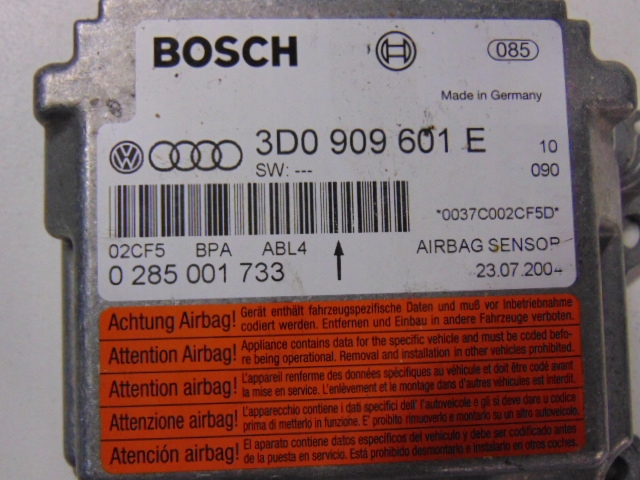 BOSCH
085
Made in Germany
3D0 909 601 E
10
SW: ---
090
*0037C002CF5D*
02CF5 BPA ABL4
AIRBAG SENSOR
0 285 001 733
23.07.2004
Achtung Airbag! Gerät enthält fahrzeugspezifische Daten und muß vor Inbetriebnahme
codiert werden. Entfernen und Einbau in andere Fahrzeuge verboten.
Attention Airbag! Appliance contains data for the specific vehicle and must be coded befo-
re being operational. Removal and installation in other vehicles prohibited.
Attention airbag! L'appareil renferme des données spécifiques au véhicule et doit être codé avant
la mise en service. L'enlèvement et le montage dans d'autres véhicules est interdit.
Attenzione airbag! L'apparecchio contiene i dati specifici dell' l'autoveicolo e gli si deve dare a codice
prima di metterlo in funzione. E' proibito rimuoverlo e montarlo su un altro autoveicolo.
Atención airbag! El aparato contiene datos específicos del vehículo y debe ser codificado antes
de la puesta en servicio. Está prohibido desmontarlo e instalarlo en otros coches.